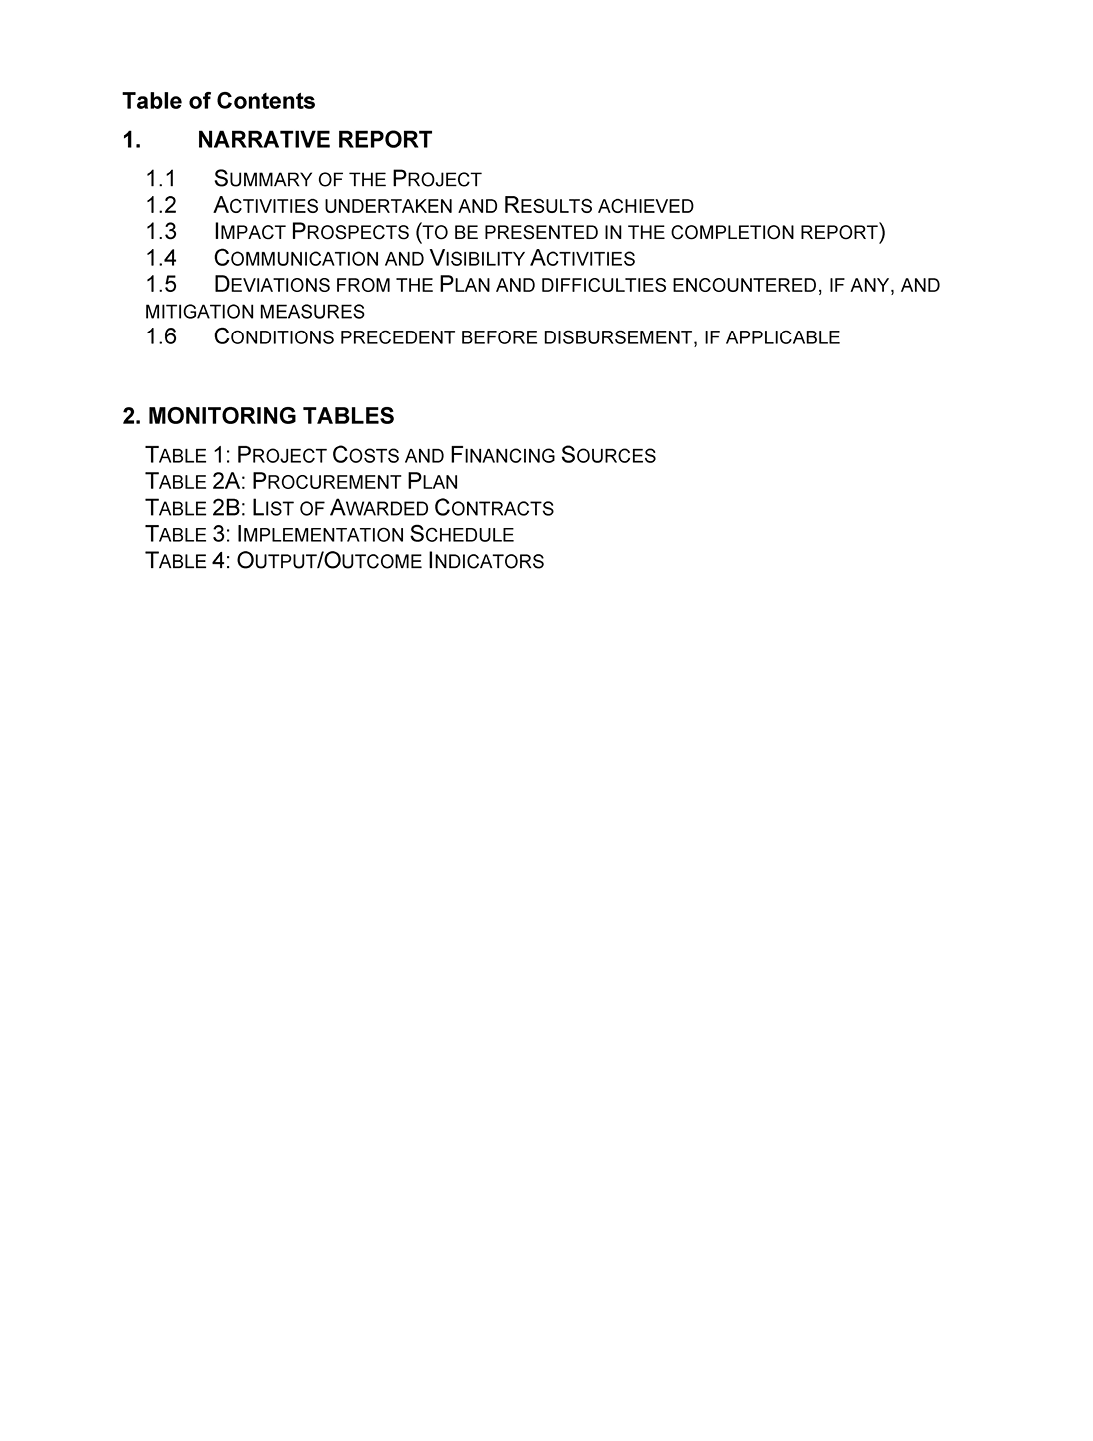 Table of Contents
1. NARRATIVE REPORT
1.1 SUMMARY OF THE PROJECT
1.2 ACTIVITIES UNDERTAKEN AND RESULTS ACHIEVED
1.3 IMPACT PROSPECTS (TO BE PRESENTED IN THE COMPLETION REPORT)
1.4 COMMUNICATION AND VISIBILITY ACTIVITIES
1.5 DEVIATIONS FROM THE PLAN AND DIFFICULTIES ENCOUNTERED, IF ANY, AND
MITIGATION MEASURES
1.6 CONDITIONS PRECEDENT BEFORE DISBURSEMENT, IF APPLICABLE
2. MONITORING TABLES
TABLE 1: PROJECT COSTS AND FINANCING SOURCES
TABLE 2A: PROCUREMENT PLAN
TABLE 2B: LIST OF AWARDED CONTRACTS
TABLE 3: IMPLEMENTATION SCHEDULE
TABLE 4: OUTPUT/OUTCOME INDICATORS